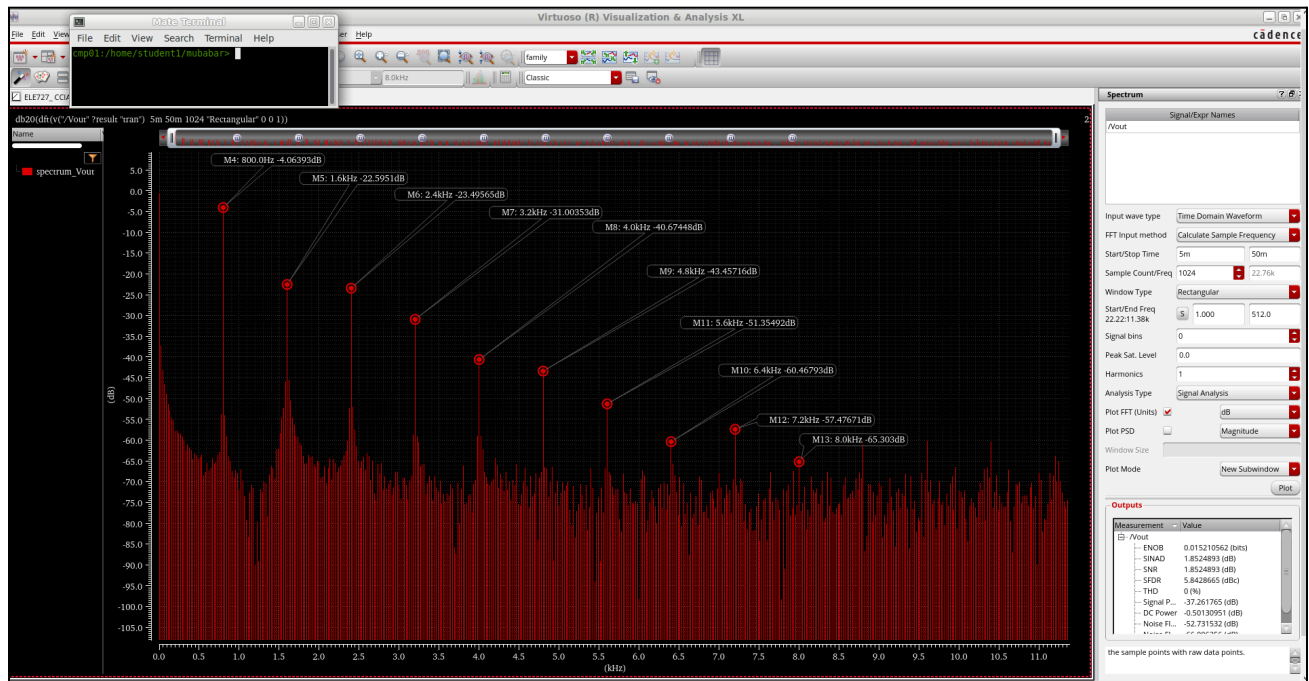 Virtuoso (R) Visualization & Analysis XL
Mate Terminal
File Edit View Search Terminal Help
cmp01:/home/student1/mubabar>
File Edit View
Help
cādence
family
8.0kHz
Classic
ELE727_CCIA
db20(dft(v("/Vout" ?result "tran") 5m 50m 1024 "Rectangular" 0 0 1))
2
Name
spectrum_Vout
M4: 800.0Hz -4.06393dB
M5: 1.6kHz -22.5951dB
M6: 2.4kHz -23.49565dB
M7: 3.2kHz -31.00353dB
M8: 4.0kHz -40.67448dB
M9: 4.8kHz -43.45716dB
M11: 5.6kHz -51.35492dB
M10: 6.4kHz -60.46793dB
M12: 7.2kHz -57.47671dB
M13: 8.0kHz -65.303dB
5.0
0.0
-5.0
-10.0
-15.0
-20.0
-25.0
-30.0
-35.0
-40.0
-45.0
-50.0
-55.0
-60.0
-65.0
-70.0
-75.0
-80.0
-85.0
-90.0
-95.0
-100.0
-105.0
(dB)
0.0 0.5 1.0 1.5 2.0 2.5 3.0 3.5 4.0 4.5 5.0 5.5 6.0 6.5 7.0 7.5 8.0 8.5 9.0 9.5 10.0 10.5 11.0
(kHz)
Spectrum
Signal/Expr Names
/Vout
Input wave type Time Domain Waveform
FFT Input method Calculate Sample Frequency
Start/Stop Time 5m 50m
Sample Count/Freq 1024 22.76k
Window Type Rectangular
Start/End Freq
22.22:11.38k S 1.000 512.0
Signal bins 0
Peak Sat. Level 0.0
Harmonics 1
Analysis Type Signal Analysis
Plot FFT (Units) dB
Plot PSD Magnitude
Window Size
Plot Mode New Subwindow
Plot
Outputs
Measurement Value
/Vout
ENOB 0.015210562 (bits)
SINAD 1.8524893 (dB)
SNR 1.8524893 (dB)
SFDR 5.8428665 (dBc)
THD 0 (%)
Signal P... -37.261765 (dB)
DC Power -0.50130951 (dB)
Noise Fl... -52.731532 (dB)
the sample points with raw data points.